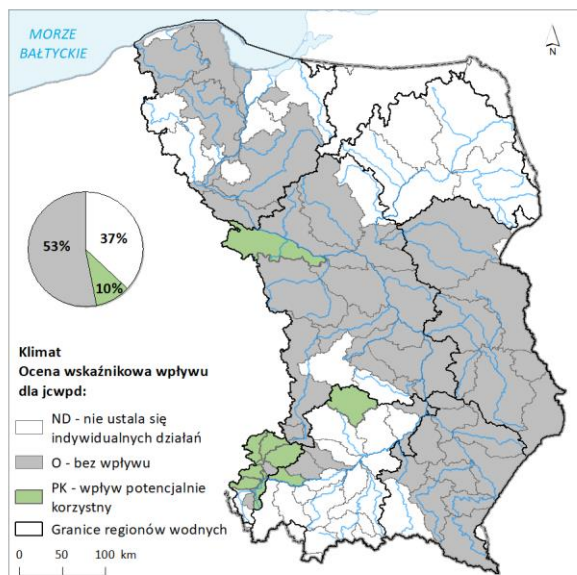 MORZE
BAŁTYCKIE
N
53%
37%
10%
Klimat
Ocena wskaźnikowa wpływu
dla jcwpd:
ND - nie ustala się
indywidualnych działań
O - bez wpływu
PK - wpływ potencjalnie
korzystny
Granice regionów wodnych
0 50 100 km